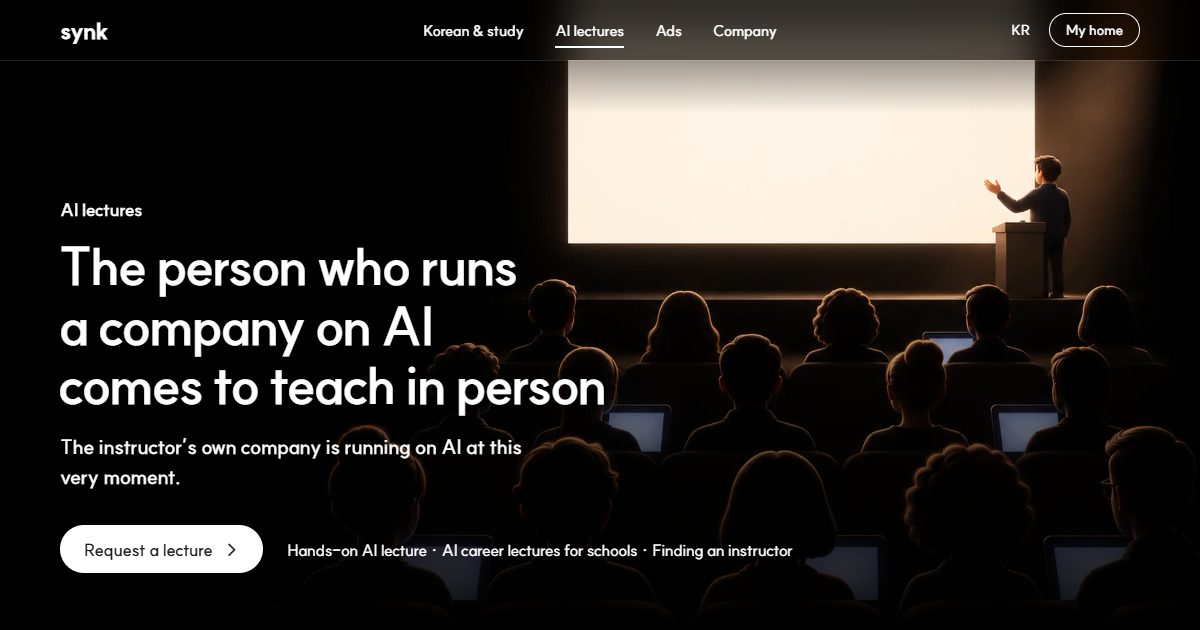 synk
Korean & study
AI lectures
Ads
Company
KR
My home
AI lectures
The person who runs
a company on AI
comes to teach in person
The instructor's own company is running on AI at this
very moment.
Request a lecture
Hands-on AI lecture · AI career lectures for schools · Finding an instructor